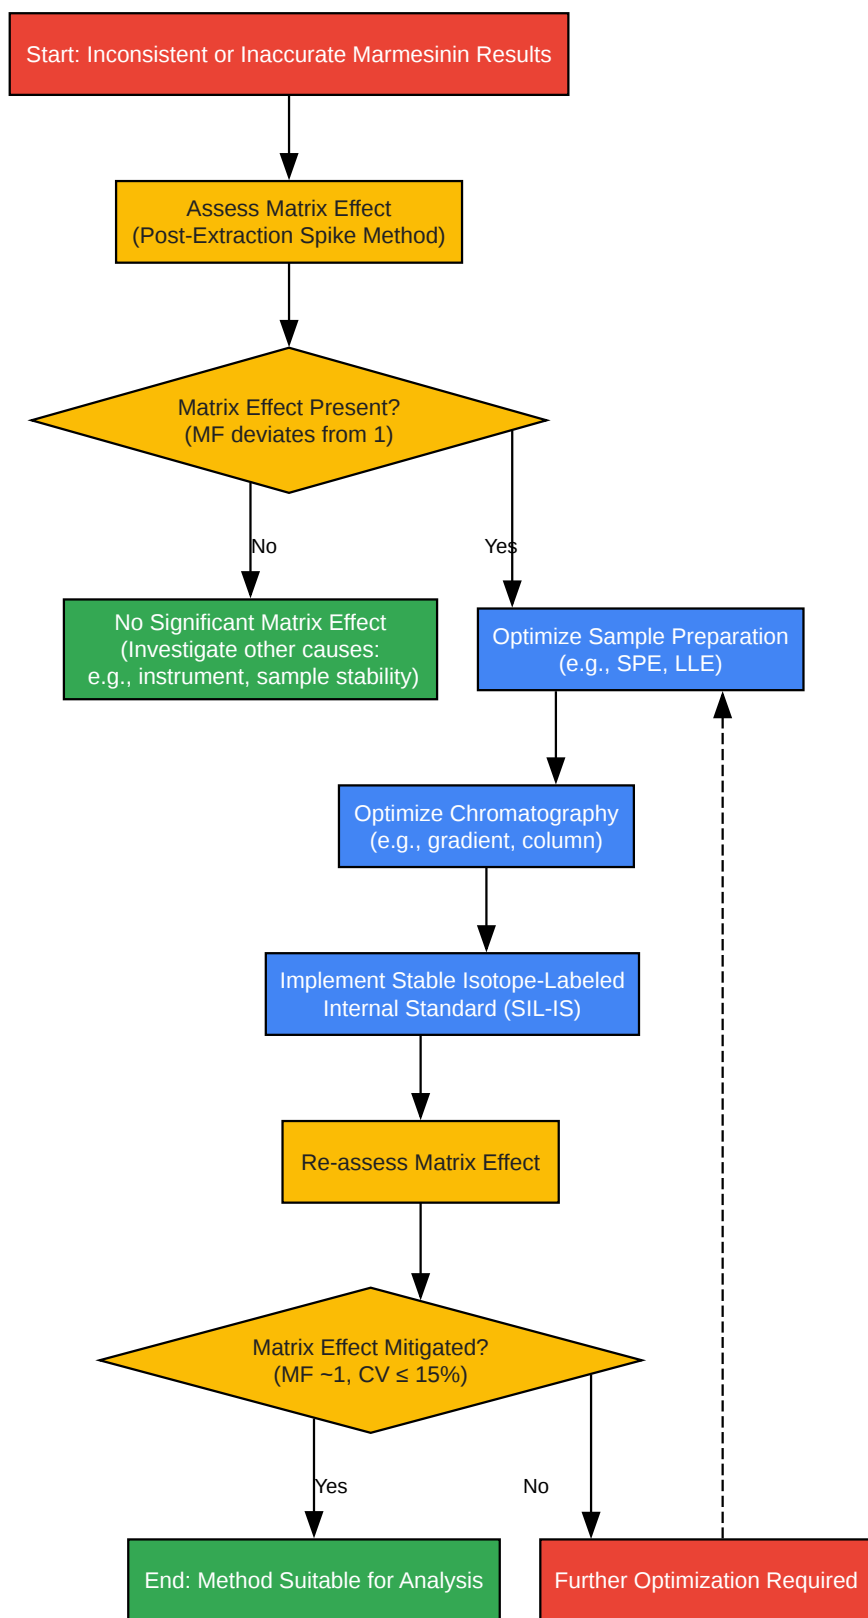 Start: Inconsistent or Inaccurate Marmesinin Results
Assess Matrix Effect
(Post-Extraction Spike Method)
Matrix Effect Present?
(MF deviates from 1)
No
Yes
No Significant Matrix Effect
(Investigate other causes:
e.g., instrument, sample stability)
Optimize Sample Preparation
(e.g., SPE, LLE)
Optimize Chromatography
(e.g., gradient, column)
Implement Stable Isotope-Labeled
Internal Standard (SIL-IS)
Re-assess Matrix Effect
Matrix Effect Mitigated?
(MF ~1, CV ≤ 15%)
Yes
No
End: Method Suitable for Analysis
Further Optimization Required